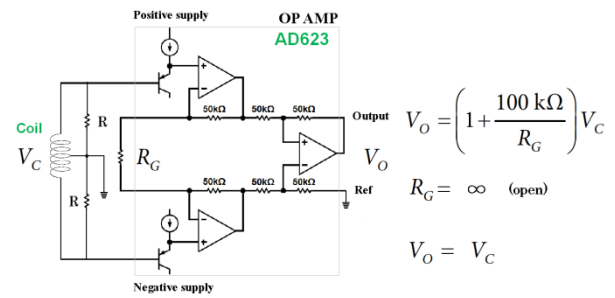 Positive supply
OP AMP
AD623
50kΩ 50kΩ 50kΩ
Output
R
Coil
V_C
R_G
V_O
R
50kΩ 50kΩ 50kΩ
Ref
Negative supply
V_O = (1 + 100 kΩ / R_G) V_C
R_G = ∞ (open)
V_O = V_C